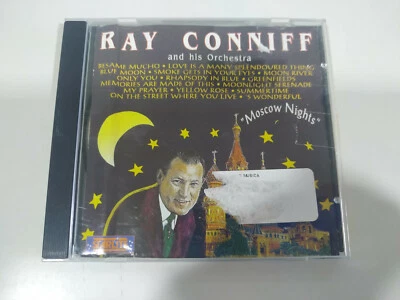 RAY CONNIFF
and his Orchestra
BESAME MUCHO • LOVE IS A MANY SPLENDOURED THING
BLUE MOON • SMOKE GETS IN YOUR EYES • MOON RIVER
ONLY YOU • RHAPSODY IN BLUE • GREENFIELDS
MEMORIES ARE MADE OF THIS • MOONLIGHT SERENADE
MY PRAYER • YELLOW ROSE • SUMMERTIME
ON THE STREET WHERE YOU LIVE • 'S WONDERFUL
"Moscow Nights"
MUSICA